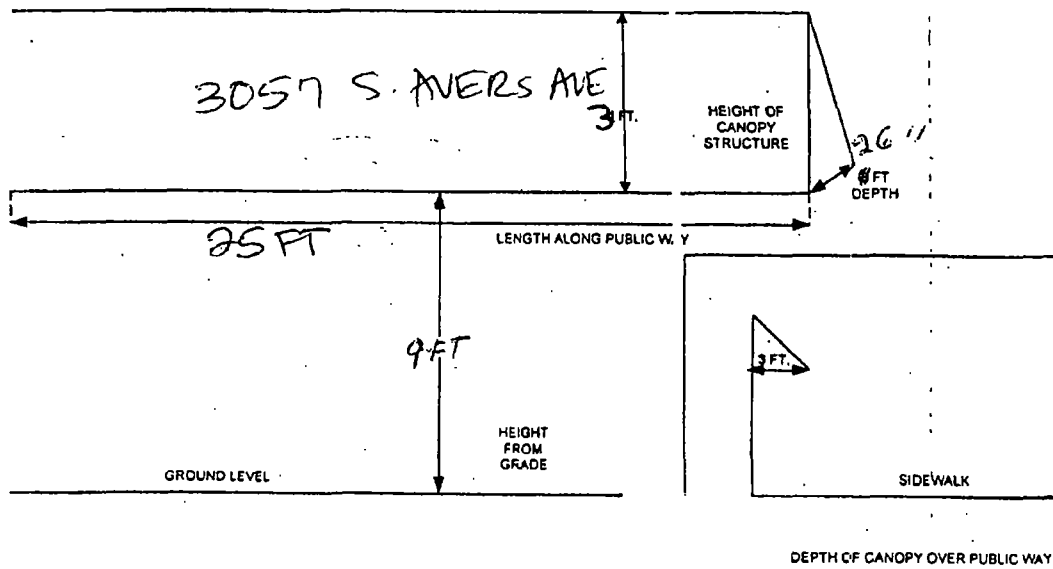 3057 S. AVERS AVE
3 FT.
HEIGHT OF
CANOPY
STRUCTURE
26"
FT
DEPTH
25 FT
LENGTH ALONG PUBLIC W. Y
9 FT
3 FT.
HEIGHT
FROM
GRADE
GROUND LEVEL
SIDEWALK
DEPTH OF CANOPY OVER PUBLIC WAY